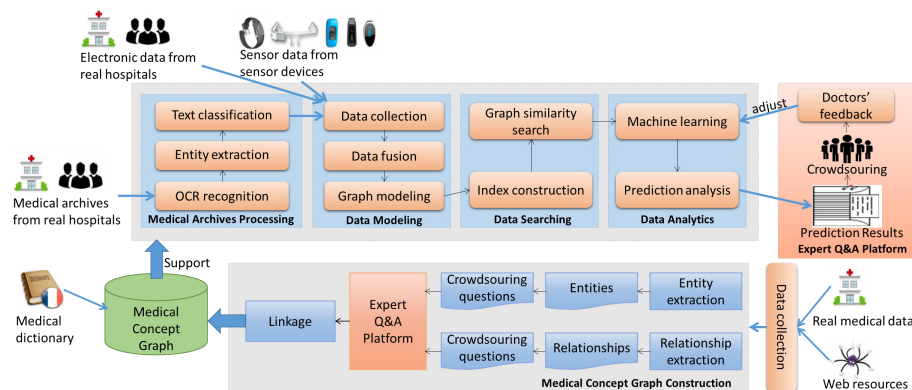 Electronic data from
real hospitals
Sensor data from
sensor devices
Text classification
Entity extraction
OCR recognition
Medical Archives Processing
Medical archives
from real hospitals
Data collection
Data fusion
Graph modeling
Data Modeling
Graph similarity
search
Index construction
Data Searching
Machine learning
Prediction analysis
Data Analytics
adjust
Doctors'
feedback
Crowdsouring
Prediction Results
Expert Q&A Platform
Support
Medical
dictionary
Medical
Concept
Graph
Linkage
Expert
Q&A
Platform
Crowdsouring
questions
Entities
Entity
extraction
Crowdsouring
questions
Relationships
Relationship
extraction
Medical Concept Graph Construction
Data collection
Real medical data
Web resources